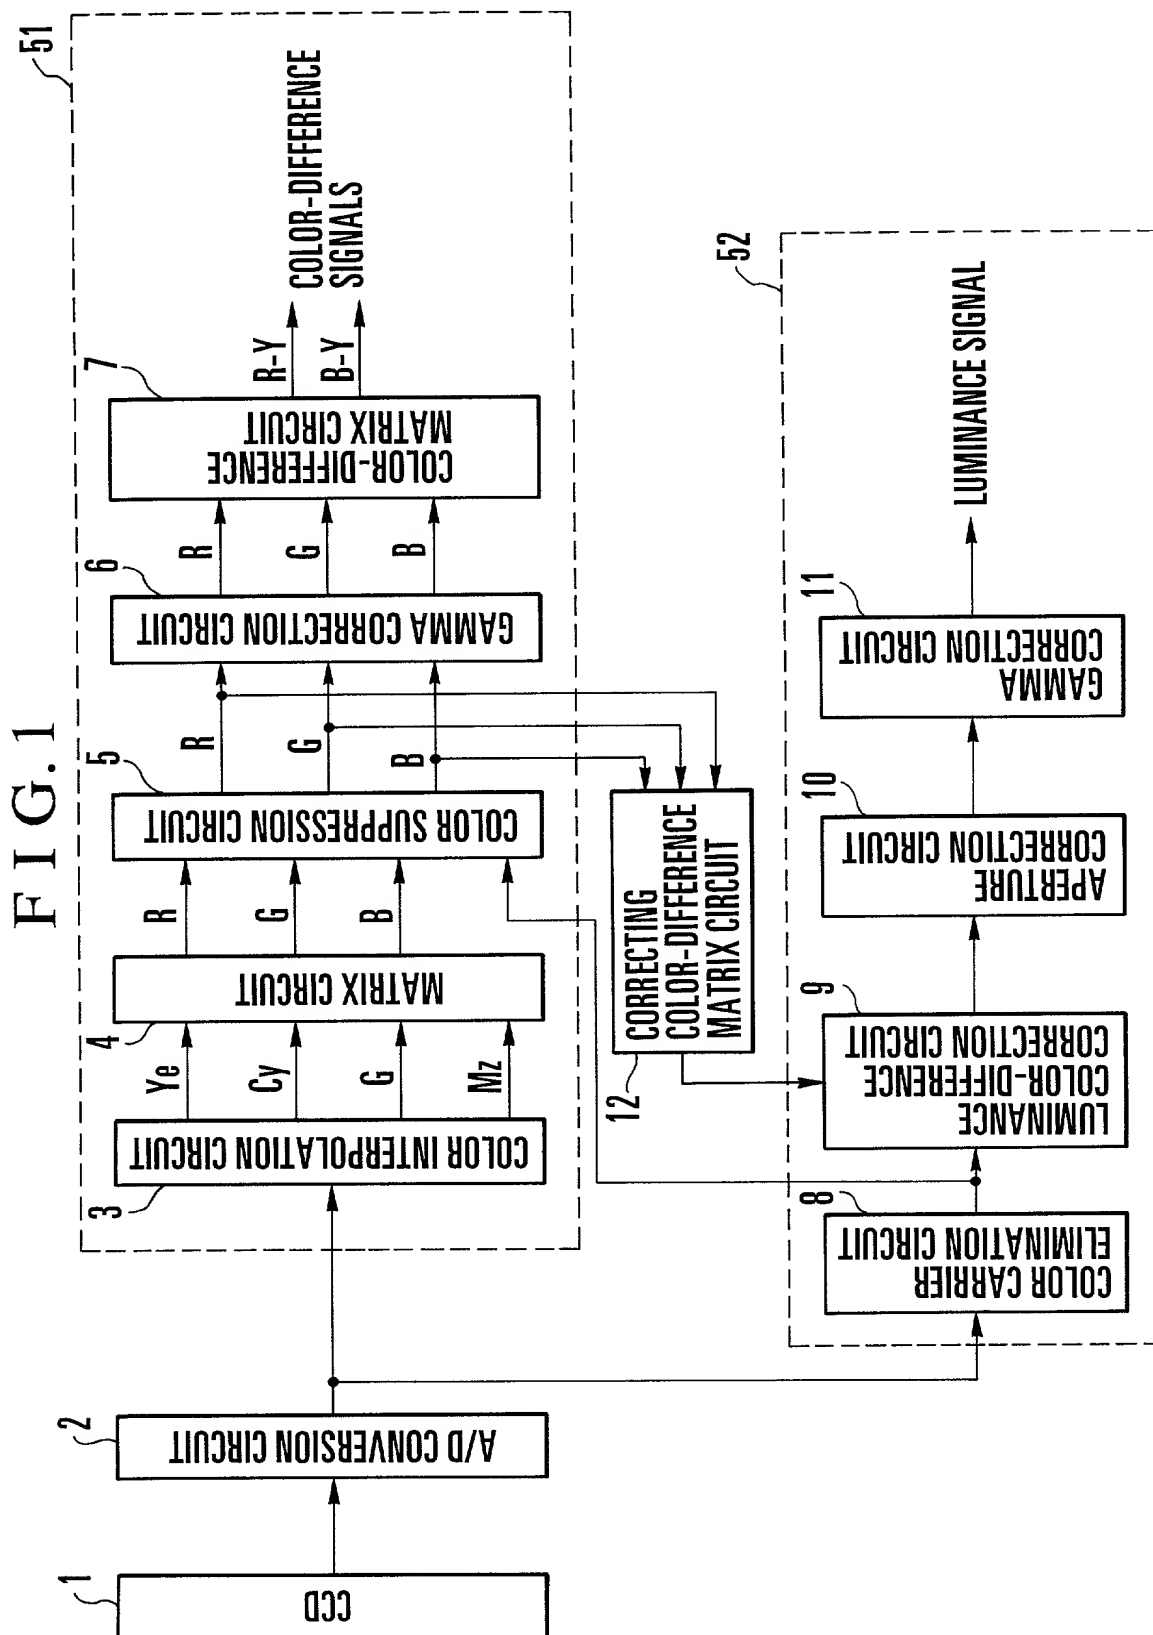 FIG.1
51
COLOR-DIFFERENCE
SIGNALS
R-Y
B-Y
7
COLOR-DIFFERENCE
MATRIX CIRCUIT
R
G
B
6
GAMMA CORRECTION CIRCUIT
R
G
B
5
COLOR SUPPRESSION CIRCUIT
R
G
B
4
MATRIX CIRCUIT
Ye
Cy
G
Mz
3
COLOR INTERPOLATION CIRCUIT
2
A/D CONVERSION CIRCUIT
1
CCD
12
CORRECTING
COLOR-DIFFERENCE
MATRIX CIRCUIT
52
LUMINANCE SIGNAL
11
GAMMA
CORRECTION CIRCUIT
10
APERTURE
CORRECTION CIRCUIT
9
LUMINANCE
COLOR-DIFFERENCE
CORRECTION CIRCUIT
8
COLOR CARRIER
ELIMINATION CIRCUIT